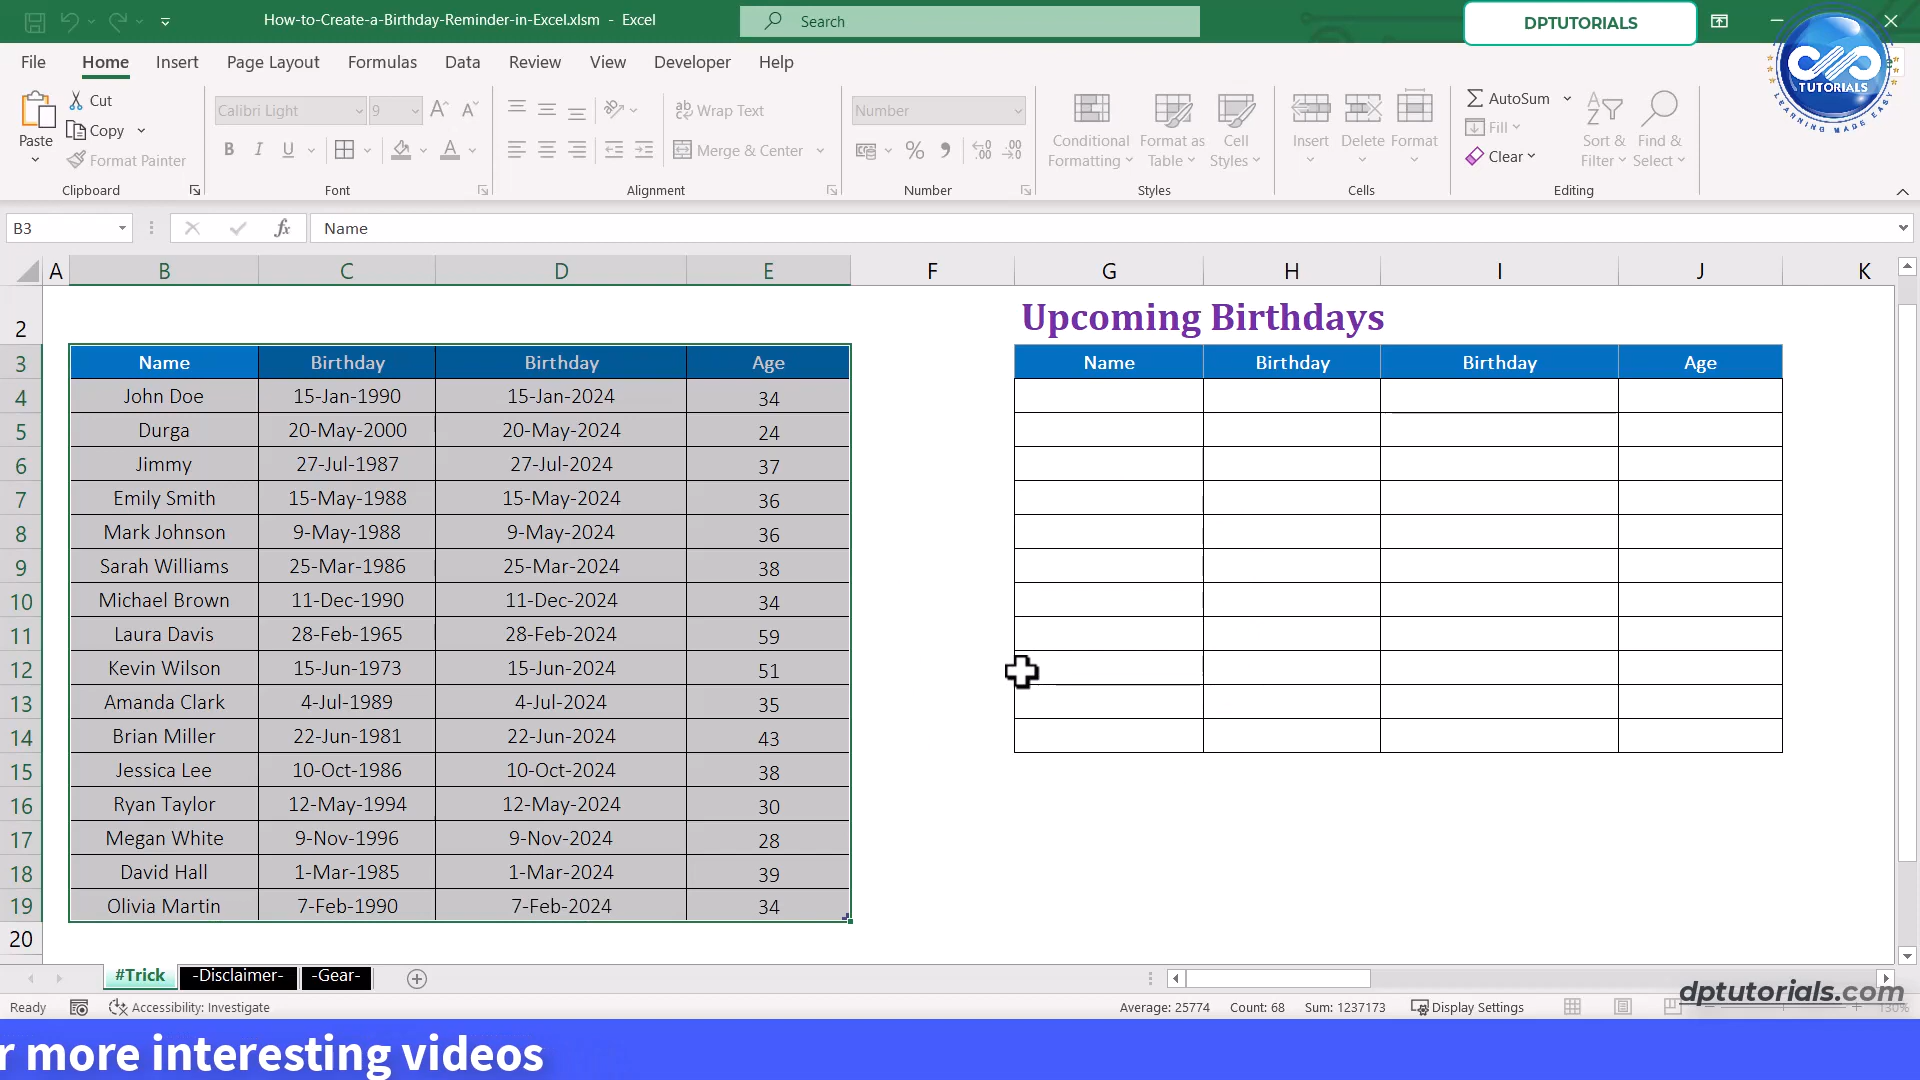 How-to-Create-a-Birthday-Reminder-in-Excel.xlsm - Excel
Search
DPTUTORIALS
File Home Insert Page Layout Formulas Data Review View Developer Help
Paste
Cut
Copy
Format Painter
Clipboard
Calibri Light 9
B I U
Font
Wrap Text
Merge & Center
Alignment
Number
Number
Conditional Formatting
Format as Table
Cell Styles
Styles
Insert
Delete
Format
Cells
AutoSum
Fill
Clear
Sort & Filter
Find & Select
Editing
TUTORIALS
LEARNING MADE EASY
B3 fx Name
A B C D E F G H I J K
2 Upcoming Birthdays
3 Name Birthday Birthday Age Name Birthday Birthday Age
4 John Doe 15-Jan-1990 15-Jan-2024 34
5 Durga 20-May-2000 20-May-2024 24
6 Jimmy 27-Jul-1987 27-Jul-2024 37
7 Emily Smith 15-May-1988 15-May-2024 36
8 Mark Johnson 9-May-1988 9-May-2024 36
9 Sarah Williams 25-Mar-1986 25-Mar-2024 38
10 Michael Brown 11-Dec-1990 11-Dec-2024 34
11 Laura Davis 28-Feb-1965 28-Feb-2024 59
12 Kevin Wilson 15-Jun-1973 15-Jun-2024 51
13 Amanda Clark 4-Jul-1989 4-Jul-2024 35
14 Brian Miller 22-Jun-1981 22-Jun-2024 43
15 Jessica Lee 10-Oct-1986 10-Oct-2024 38
16 Ryan Taylor 12-May-1994 12-May-2024 30
17 Megan White 9-Nov-1996 9-Nov-2024 28
18 David Hall 1-Mar-1985 1-Mar-2024 39
19 Olivia Martin 7-Feb-1990 7-Feb-2024 34
20
#Trick -Disclaimer- -Gear-
dptutorials.com
Ready Accessibility: Investigate Average: 25774 Count: 68 Sum: 1237173 Display Settings 130%
r more interesting videos